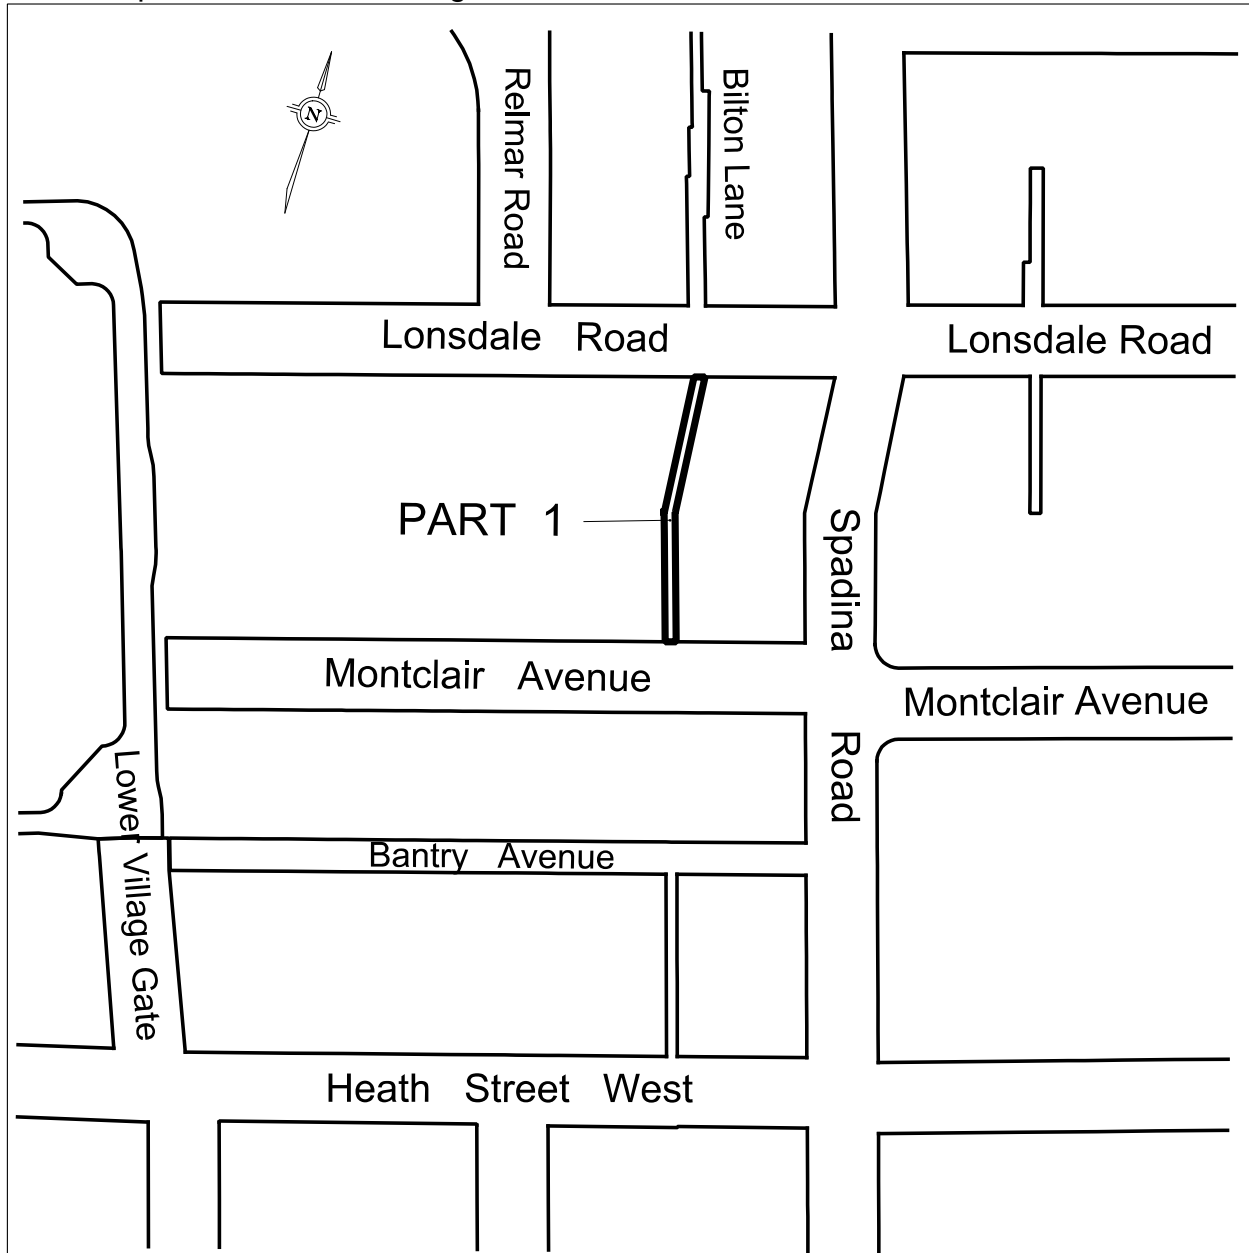 N
Relmar Road
Bilton Lane
Lonsdale Road
Lonsdale Road
PART 1
Spadina Road
Montclair Avenue
Montclair Avenue
Lower Village Gate
Bantry Avenue
Heath Street West